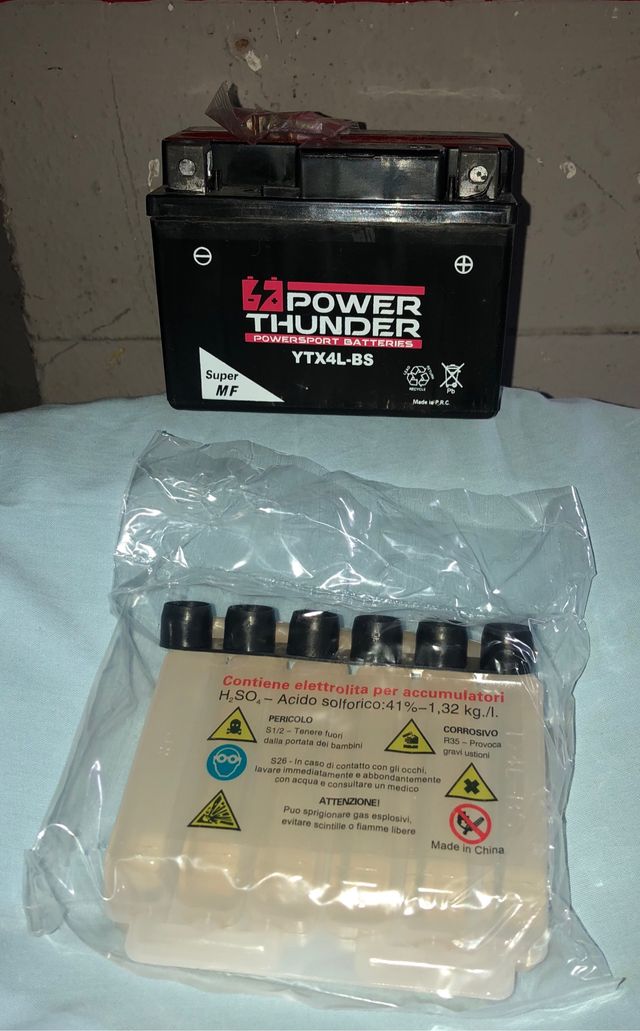 POWER
THUNDER
POWERSPORT BATTERIES
YTX4L-BS
Super
MF
RECYCLE
Pb
Made in P.R.C.
Contiene elettrolita per accumulatori
H₂SO₄ – Acido solforico:41%–1,32 kg./l.
PERICOLO
S1/2 – Tenere fuori
dalla portata dei bambini
CORROSIVO
R35 – Provoca
gravi ustioni
S26 - In caso di contatto con gli occhi,
lavare immediatamente e abbondantemente
con acqua e consultare un medico
ATTENZIONE!
Può sprigionare gas esplosivi,
evitare scintille o fiamme libere
Made in China